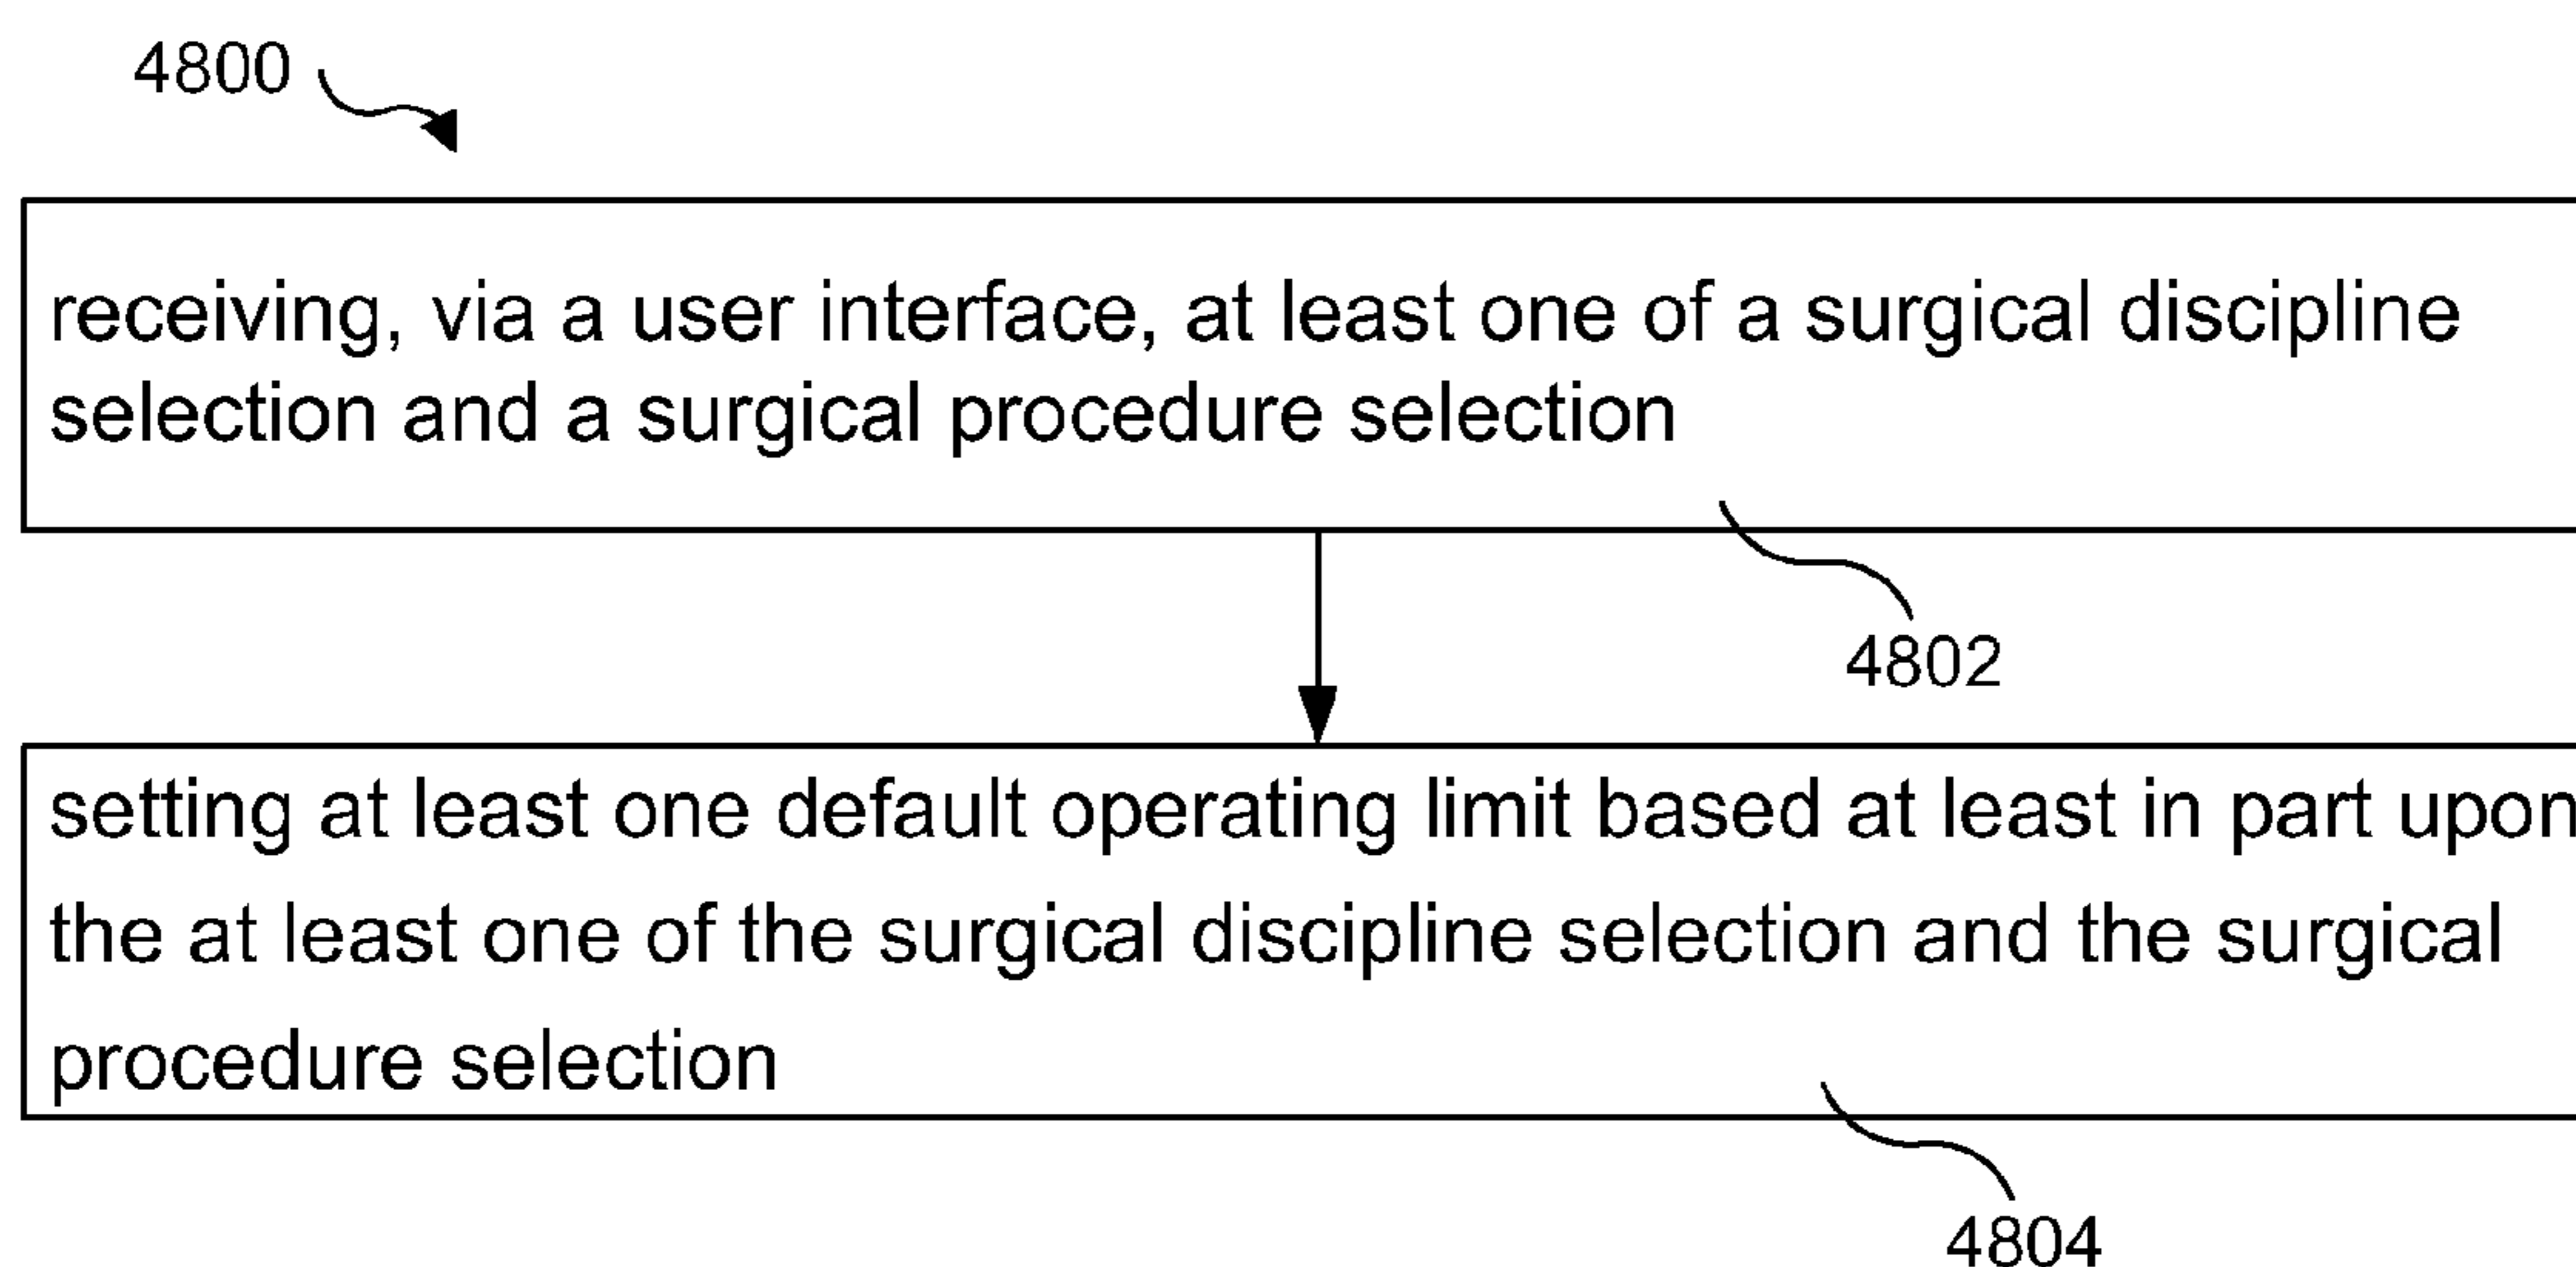 4800
receiving, via a user interface, at least one of a surgical discipline
selection and a surgical procedure selection
4802
setting at least one default operating limit based at least in part upon
the at least one of the surgical discipline selection and the surgical
procedure selection
4804